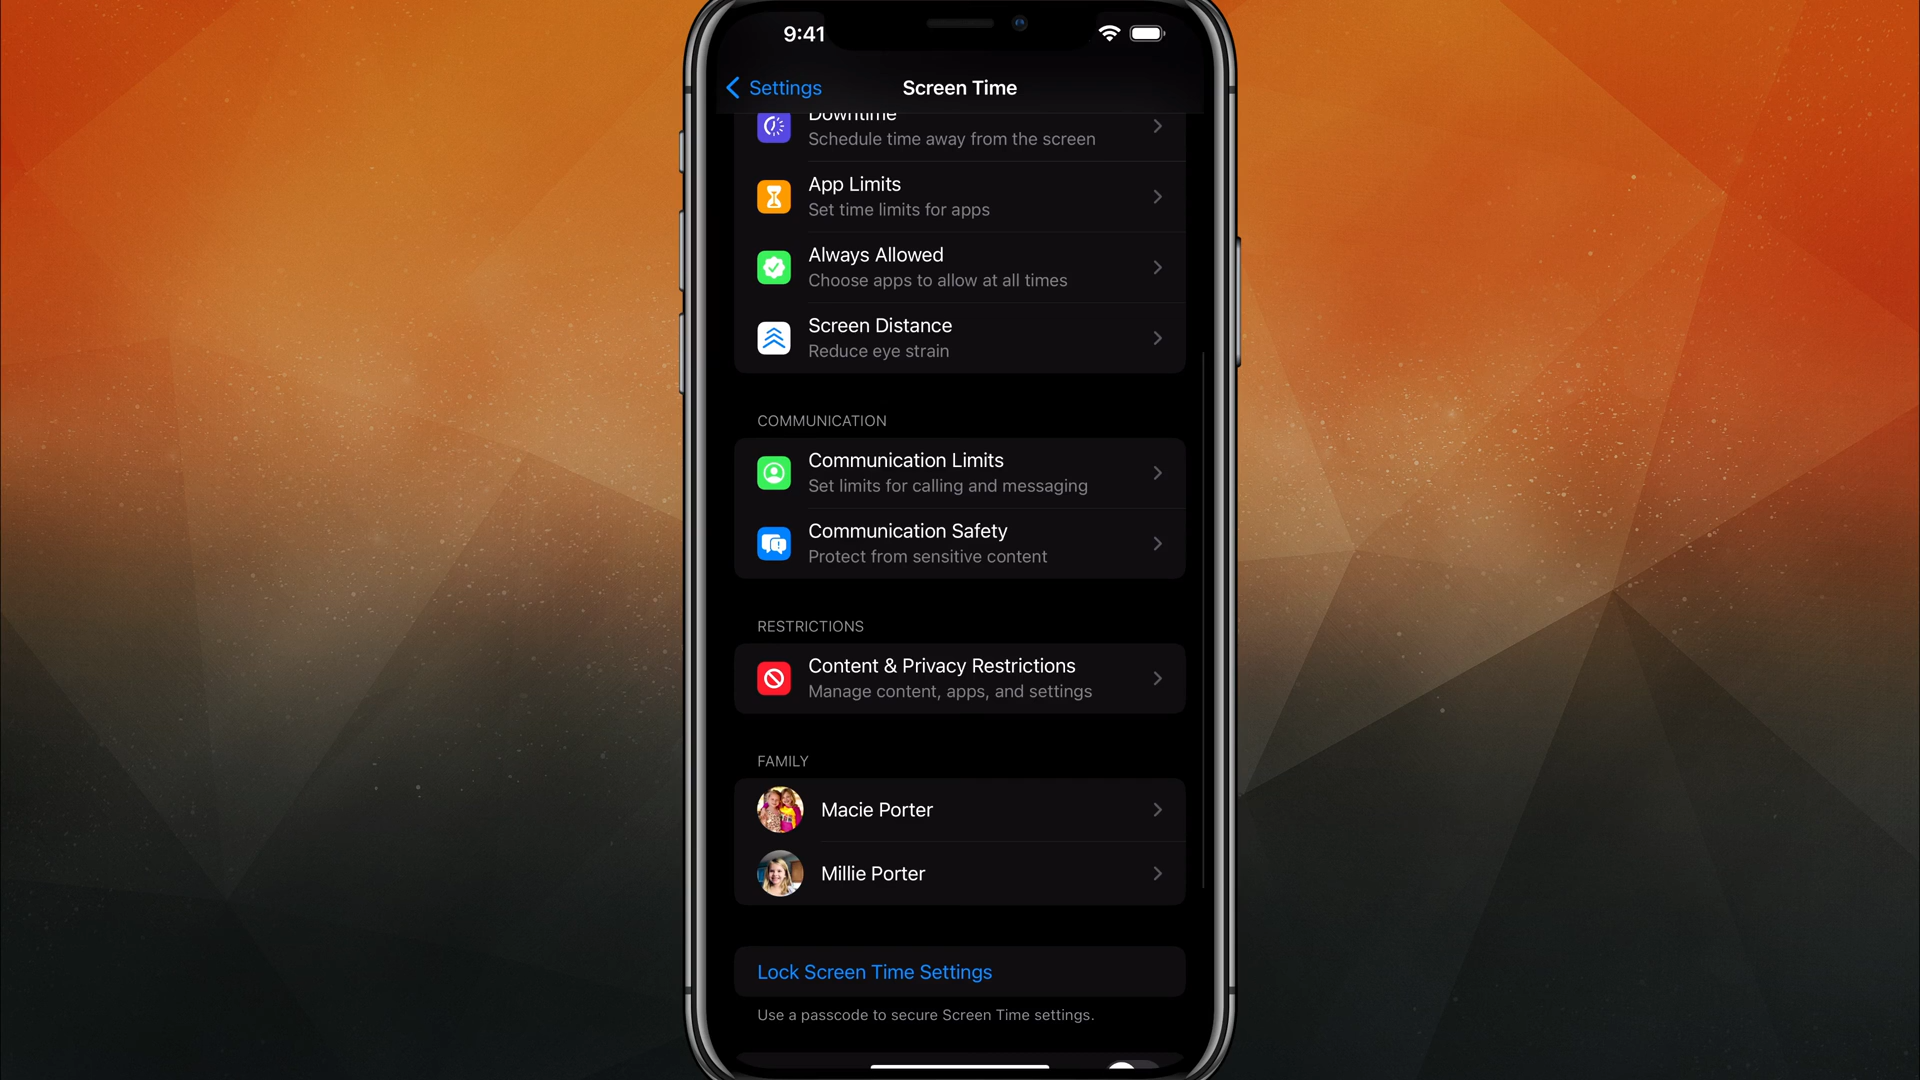 9:41
Settings
Screen Time
Downtime
Schedule time away from the screen
App Limits
Set time limits for apps
Always Allowed
Choose apps to allow at all times
Screen Distance
Reduce eye strain
COMMUNICATION
Communication Limits
Set limits for calling and messaging
Communication Safety
Protect from sensitive content
RESTRICTIONS
Content & Privacy Restrictions
Manage content, apps, and settings
FAMILY
Macie Porter
Millie Porter
Lock Screen Time Settings
Use a passcode to secure Screen Time settings.